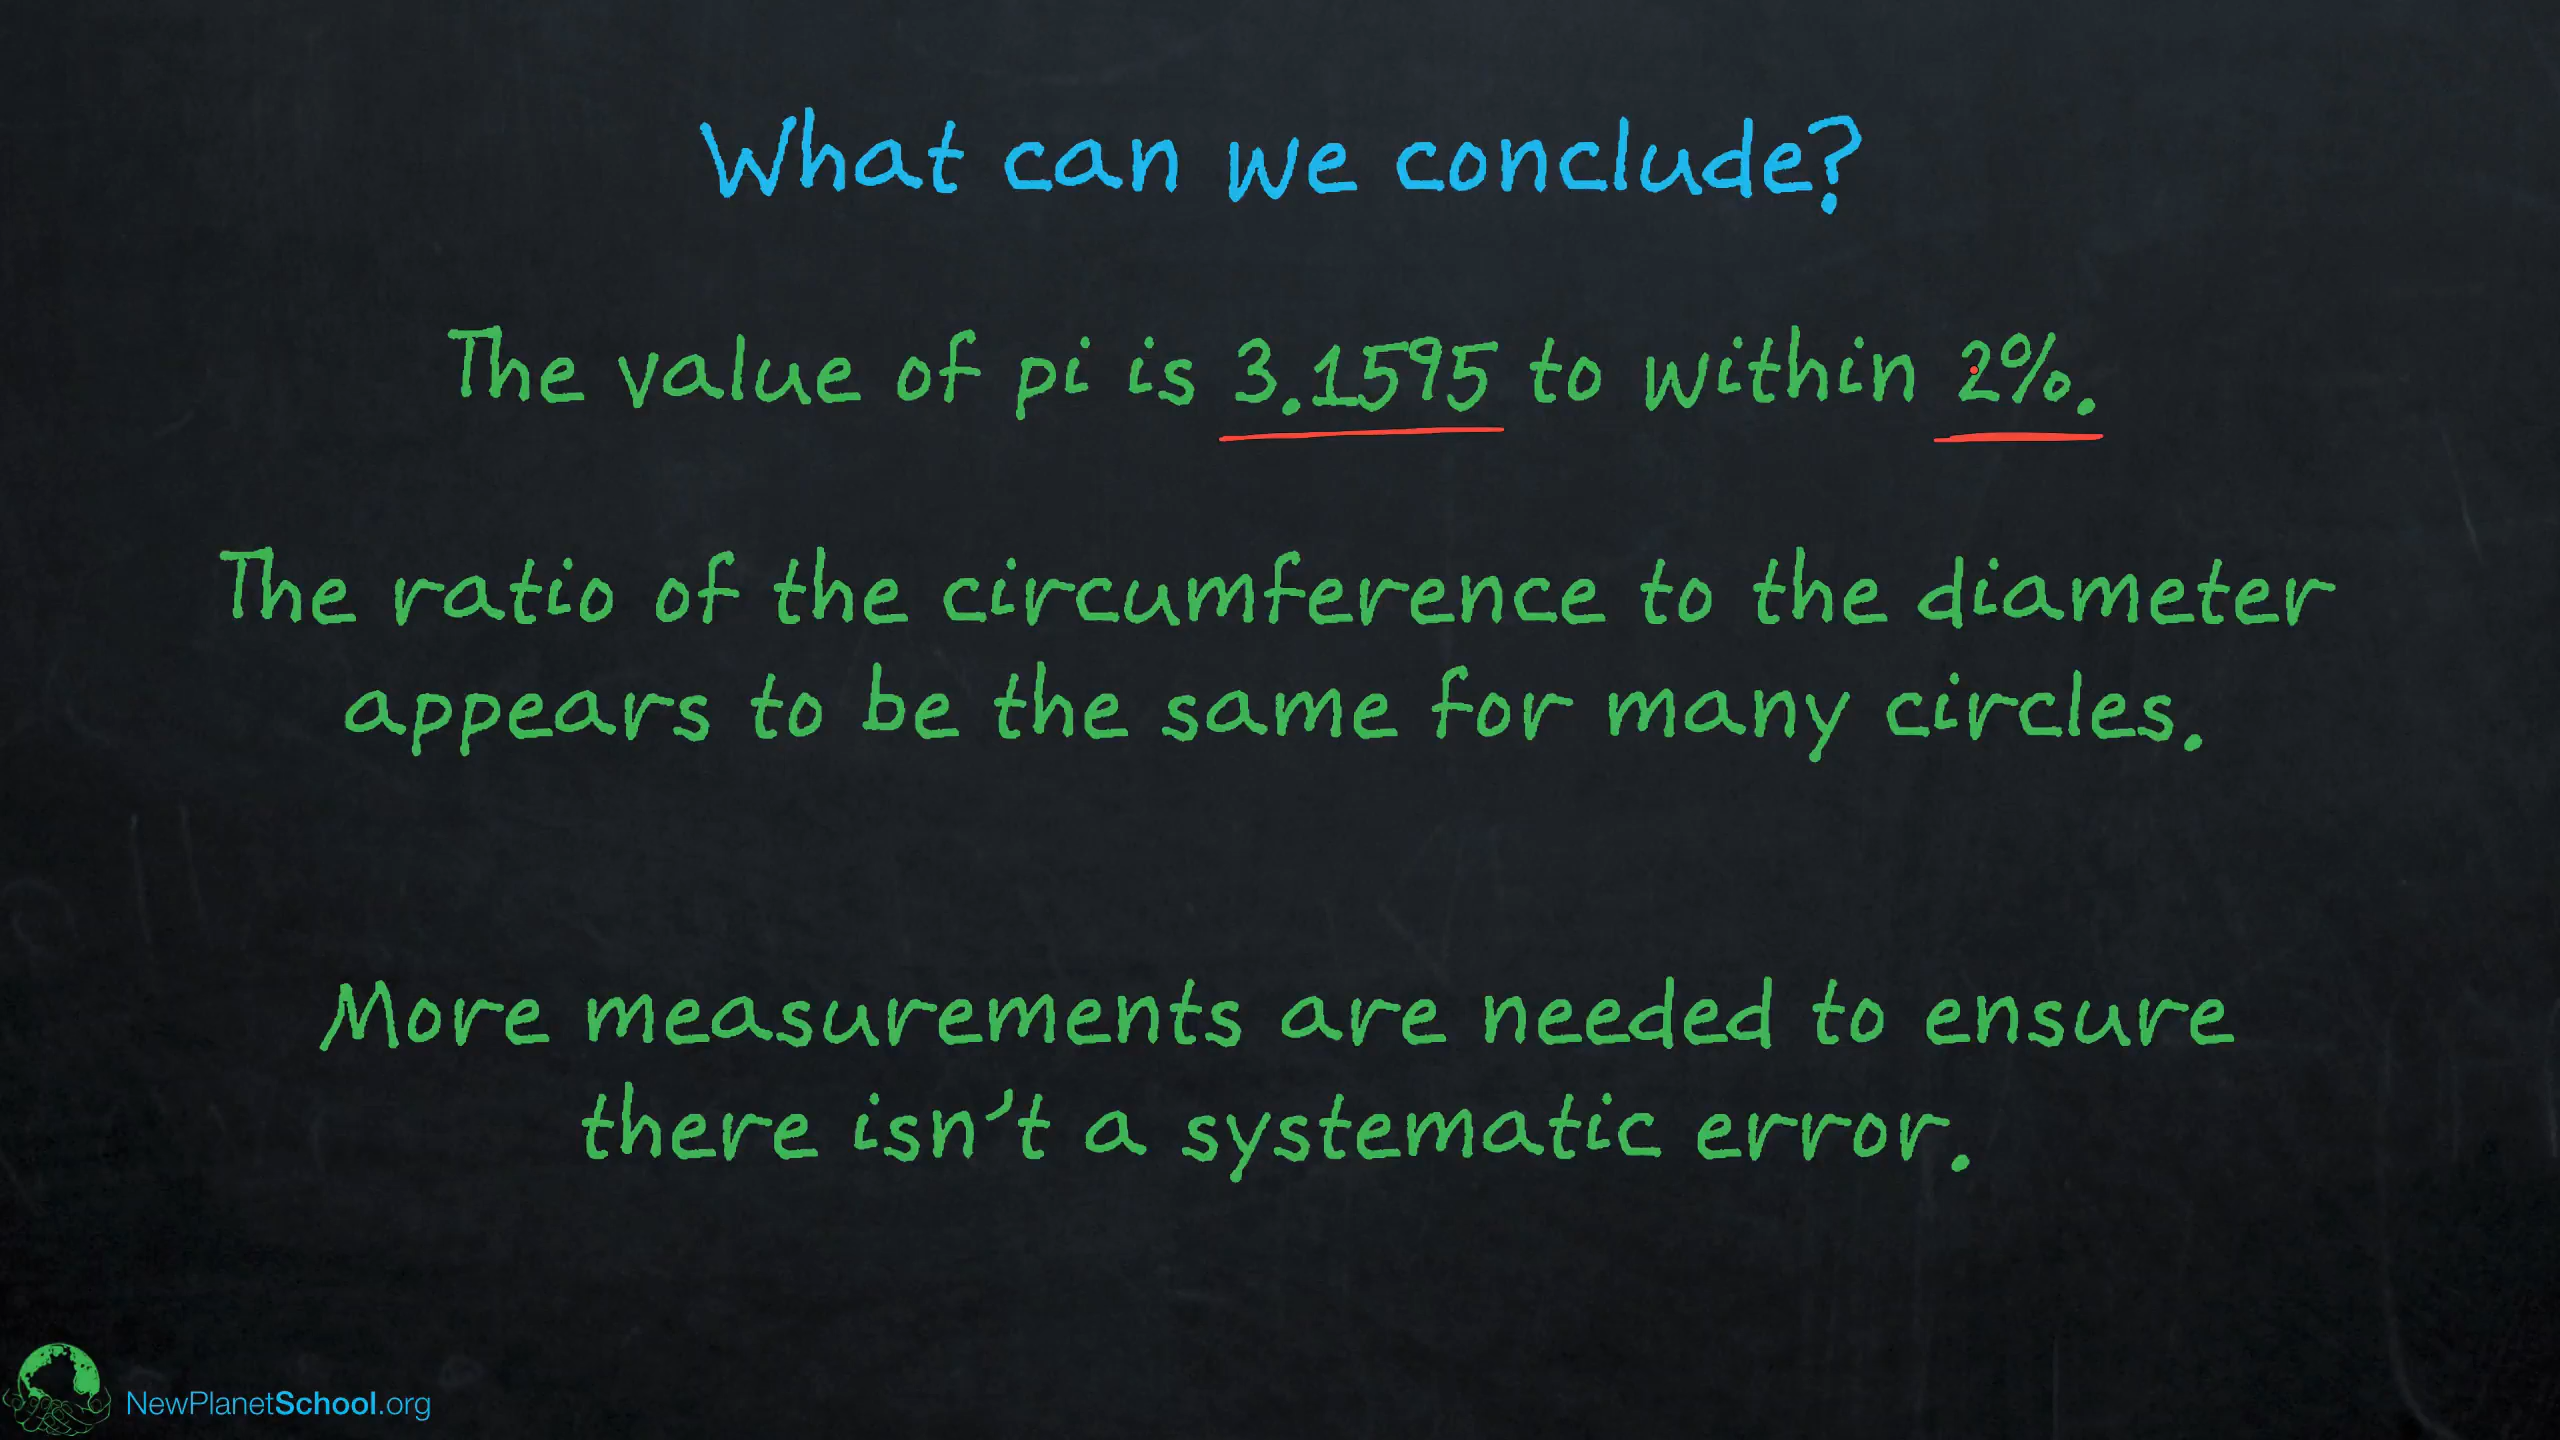 What can we conclude?
The value of pi is 3.1595 to within 2%.
The ratio of the circumference to the diameter
appears to be the same for many circles.
More measurements are needed to ensure
there isn't a systematic error.
NewPlanetSchool.org